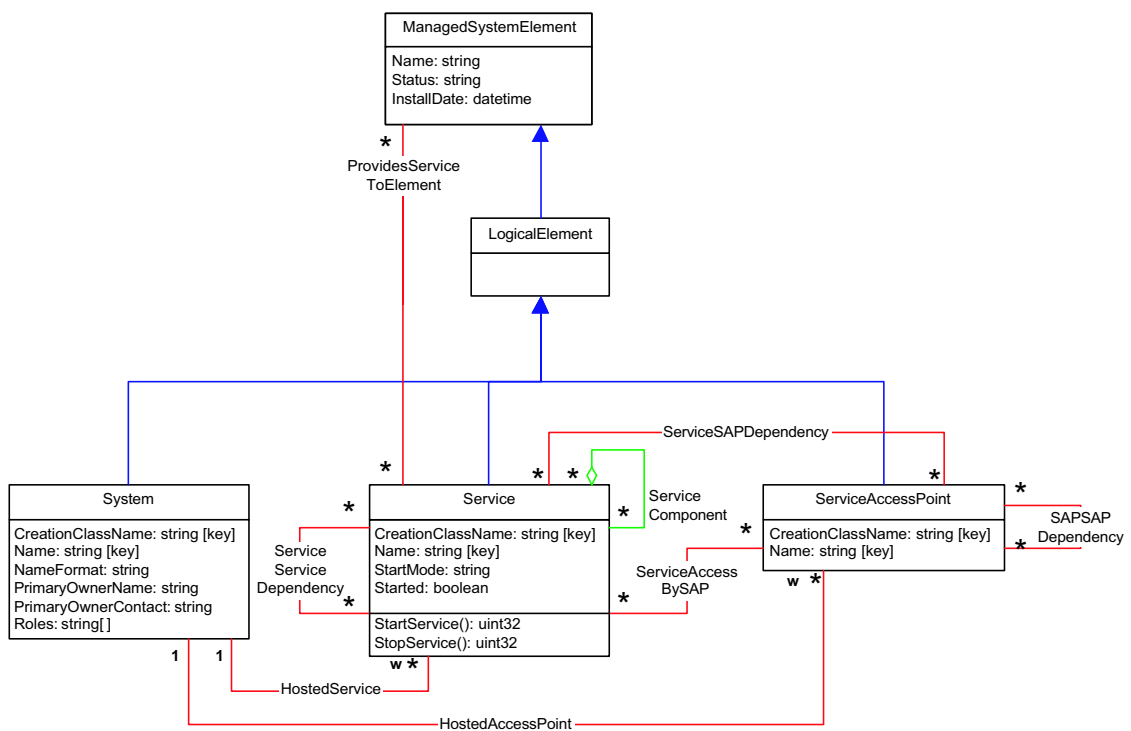 ManagedSystemElement
Name: string
Status: string
InstallDate: datetime
*
ProvidesService
ToElement
LogicalElement
ServiceSAPDependency
*
*
*
*
System
CreationClassName: string [key]
Name: string [key]
NameFormat: string
PrimaryOwnerName: string
PrimaryOwnerContact: string
Roles: string[ ]
*
Service
Service
Dependency
*
Service
CreationClassName: string [key]
Name: string [key]
StartMode: string
Started: boolean
StartService(): uint32
StopService(): uint32
*
Service
Component
*
ServiceAccess
BySAP
*
ServiceAccessPoint
CreationClassName: string [key]
Name: string [key]
*
SAPSAP
Dependency
*
1
1
w *
w *
HostedService
HostedAccessPoint